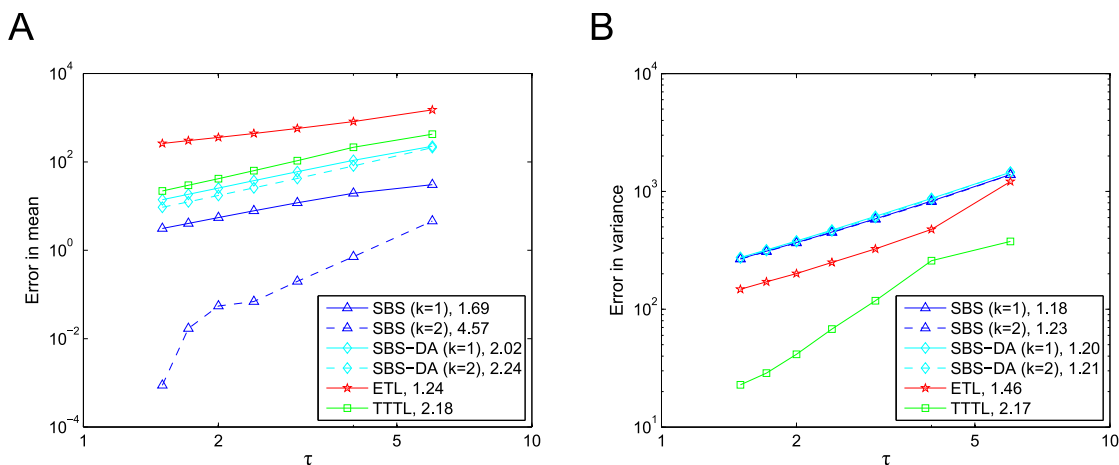 A
Error in mean
10^4
10^2
10^0
10^−2
10^−4
1
2
5
10
τ
SBS (k=1), 1.69
SBS (k=2), 4.57
SBS−DA (k=1), 2.02
SBS−DA (k=2), 2.24
ETL, 1.24
TTTL, 2.18
B
Error in variance
10^4
10^3
10^2
10^1
1
2
5
10
τ
SBS (k=1), 1.18
SBS (k=2), 1.23
SBS−DA (k=1), 1.20
SBS−DA (k=2), 1.21
ETL, 1.46
TTTL, 2.17